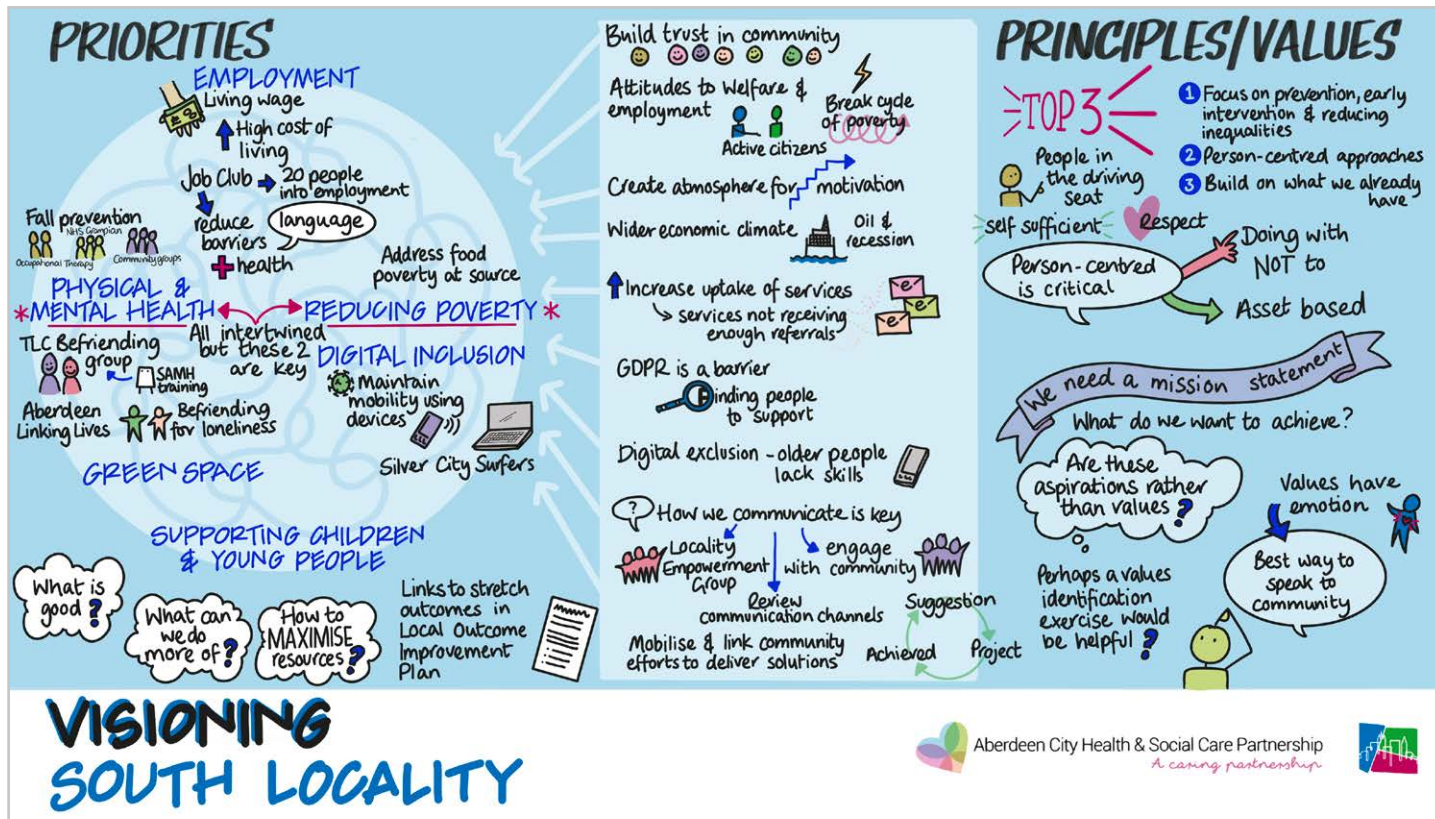 PRIORITIES
EMPLOYMENT
Living wage
High cost of
living
Job Club
20 people
into employment
reduce
barriers
language
+ health
Fall prevention
NHS Grampian
Occupational Therapy
Community groups
Address food
poverty at source
PHYSICAL &
*MENTAL HEALTH
REDUCING POVERTY *
All intertwined
but these 2
are key
TLC Befriending
group
SAMH
training
Aberdeen
Linking Lives
Befriending
for loneliness
DIGITAL INCLUSION
Maintain
mobility using
devices
Silver City Surfers
GREEN SPACE
SUPPORTING CHILDREN
& YOUNG PEOPLE
What is
good?
What can
we do
more of?
How to
MAXIMISE
resources?
Links to stretch
outcomes in
Local Outcome
Improvement
Plan
Build trust in community
Attitudes to Welfare &
employment
Break cycle
of poverty
Active citizens
Create atmosphere for motivation
Wider economic climate
Oil &
recession
Increase uptake of services
services not receiving
enough referrals
e
e
e
GDPR is a barrier
Finding people
to support
Digital exclusion - older people
lack skills
? How we communicate is key
Locality
Empowerment
Group
engage
with community
Review
communication channels
Mobilise & link community
efforts to deliver solutions
Suggestion
Project
Achieved
PRINCIPLES/VALUES
TOP 3
1 Focus on prevention, early
intervention & reducing
inequalities
2 Person-centred approaches
3 Build on what we already
have
People in
the driving
seat
self sufficient
Respect
Person-centred
is critical
Doing with
NOT to
Asset based
We need a mission statement
What do we want to achieve?
Are these
aspirations rather
than values?
Values have
emotion
Best way to
speak to
community
Perhaps a values
identification
exercise would
be helpful?
VISIONING
SOUTH LOCALITY
Aberdeen City Health & Social Care Partnership
A caring partnership